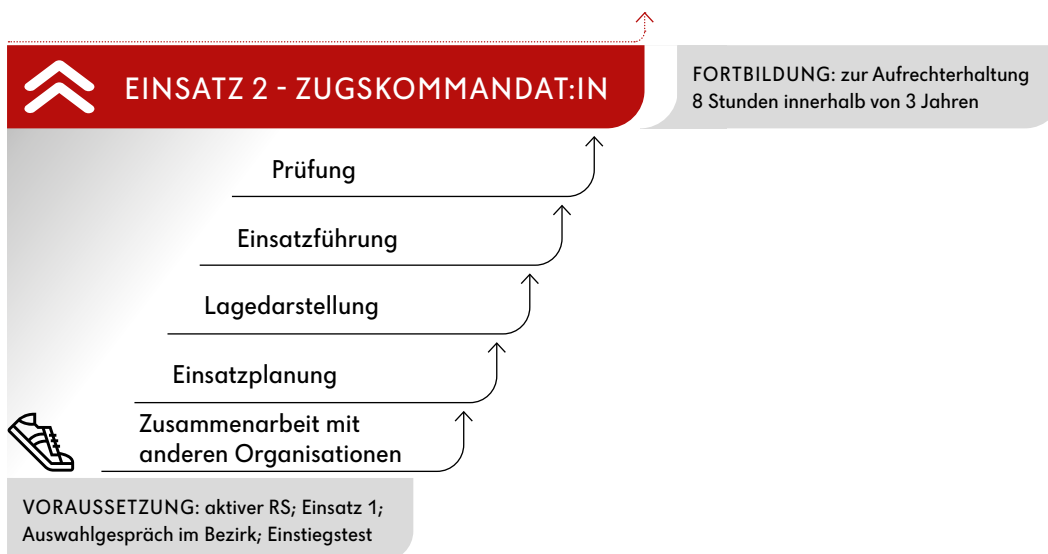 EINSATZ 2 - ZUGSKOMMANDAT:IN
FORTBILDUNG: zur Aufrechterhaltung
8 Stunden innerhalb von 3 Jahren
Prüfung
Einsatzführung
Lagedarstellung
Einsatzplanung
Zusammenarbeit mit
anderen Organisationen
VORAUSSETZUNG: aktiver RS; Einsatz 1;
Auswahlgespräch im Bezirk; Einstiegstest